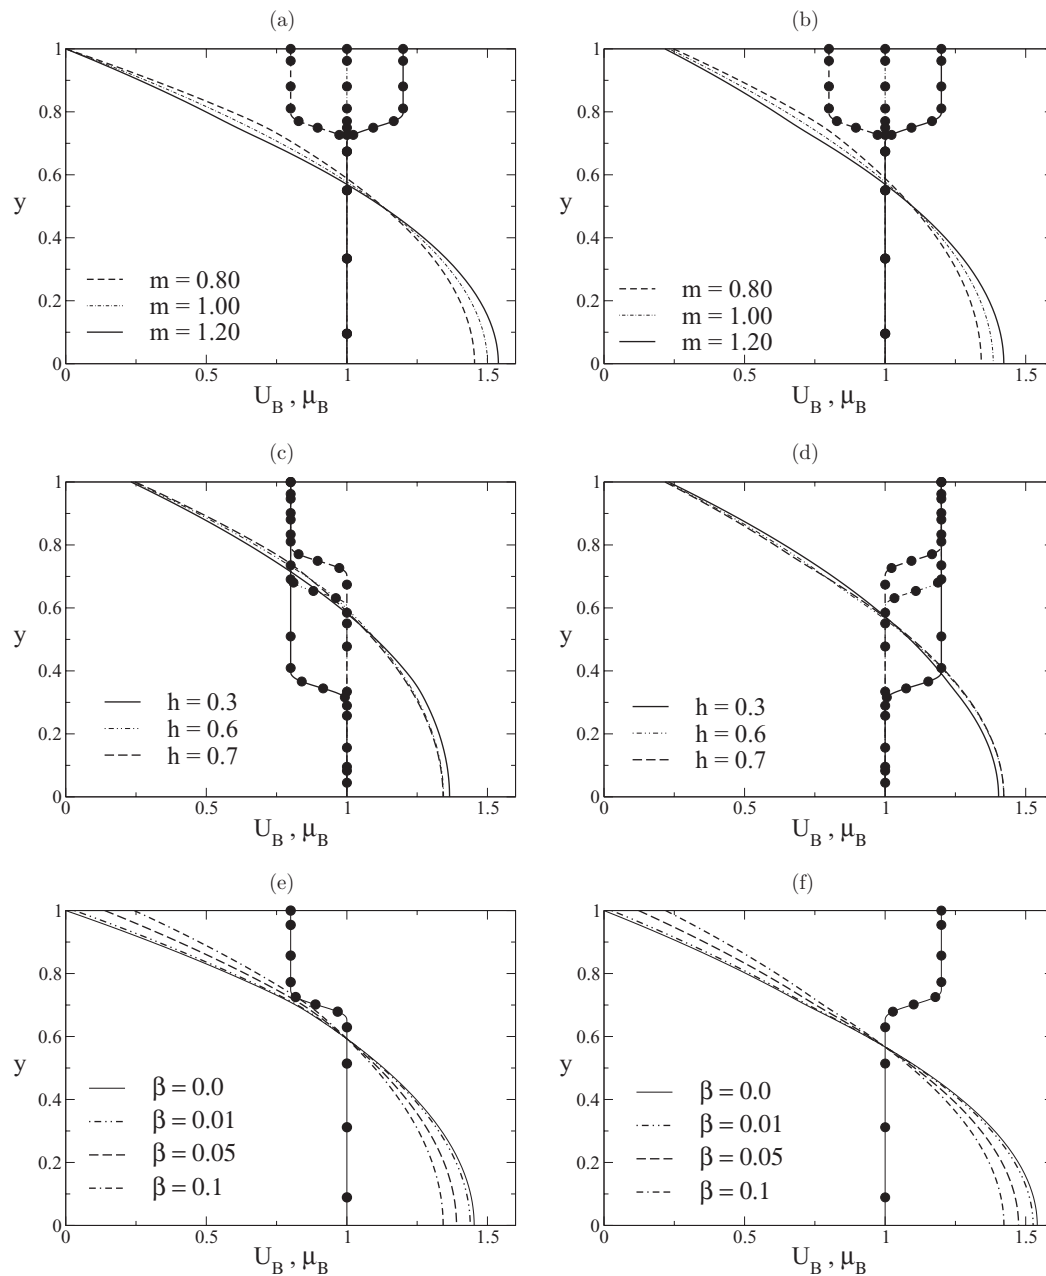 (a)
1
0.8
0.6
y
0.4
m = 0.80
m = 1.00
0.2
m = 1.20
0
0 0.5 1 1.5
U_B , μ_B
(b)
1
0.8
0.6
y
0.4
m = 0.80
m = 1.00
0.2
m = 1.20
0
0 0.5 1 1.5
U_B , μ_B
(c)
1
0.8
0.6
y
0.4
h = 0.3
0.2
h = 0.6
h = 0.7
0
0 0.5 1 1.5
U_B , μ_B
(d)
1
0.8
0.6
y
0.4
h = 0.3
0.2
h = 0.6
h = 0.7
0
0 0.5 1 1.5
U_B , μ_B
(e)
1
0.8
0.6
y
0.4
β = 0.0
β = 0.01
0.2
β = 0.05
β = 0.1
0
0 0.5 1 1.5
U_B , μ_B
(f)
1
0.8
0.6
y
0.4
β = 0.0
β = 0.01
0.2
β = 0.05
β = 0.1
0
0 0.5 1 1.5
U_B , μ_B